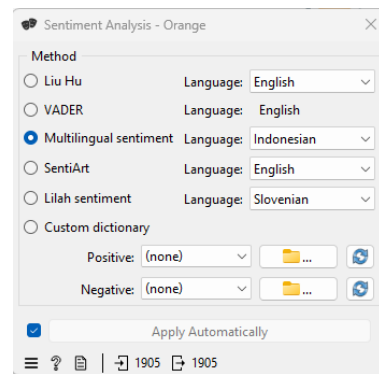 Sentiment Analysis - Orange
Method
Liu Hu Language: English
VADER Language: English
Multilingual sentiment Language: Indonesian
SentiArt Language: English
Lilah sentiment Language: Slovenian
Custom dictionary
Positive: (none) ...
Negative: (none) ...
Apply Automatically
? 1905 1905